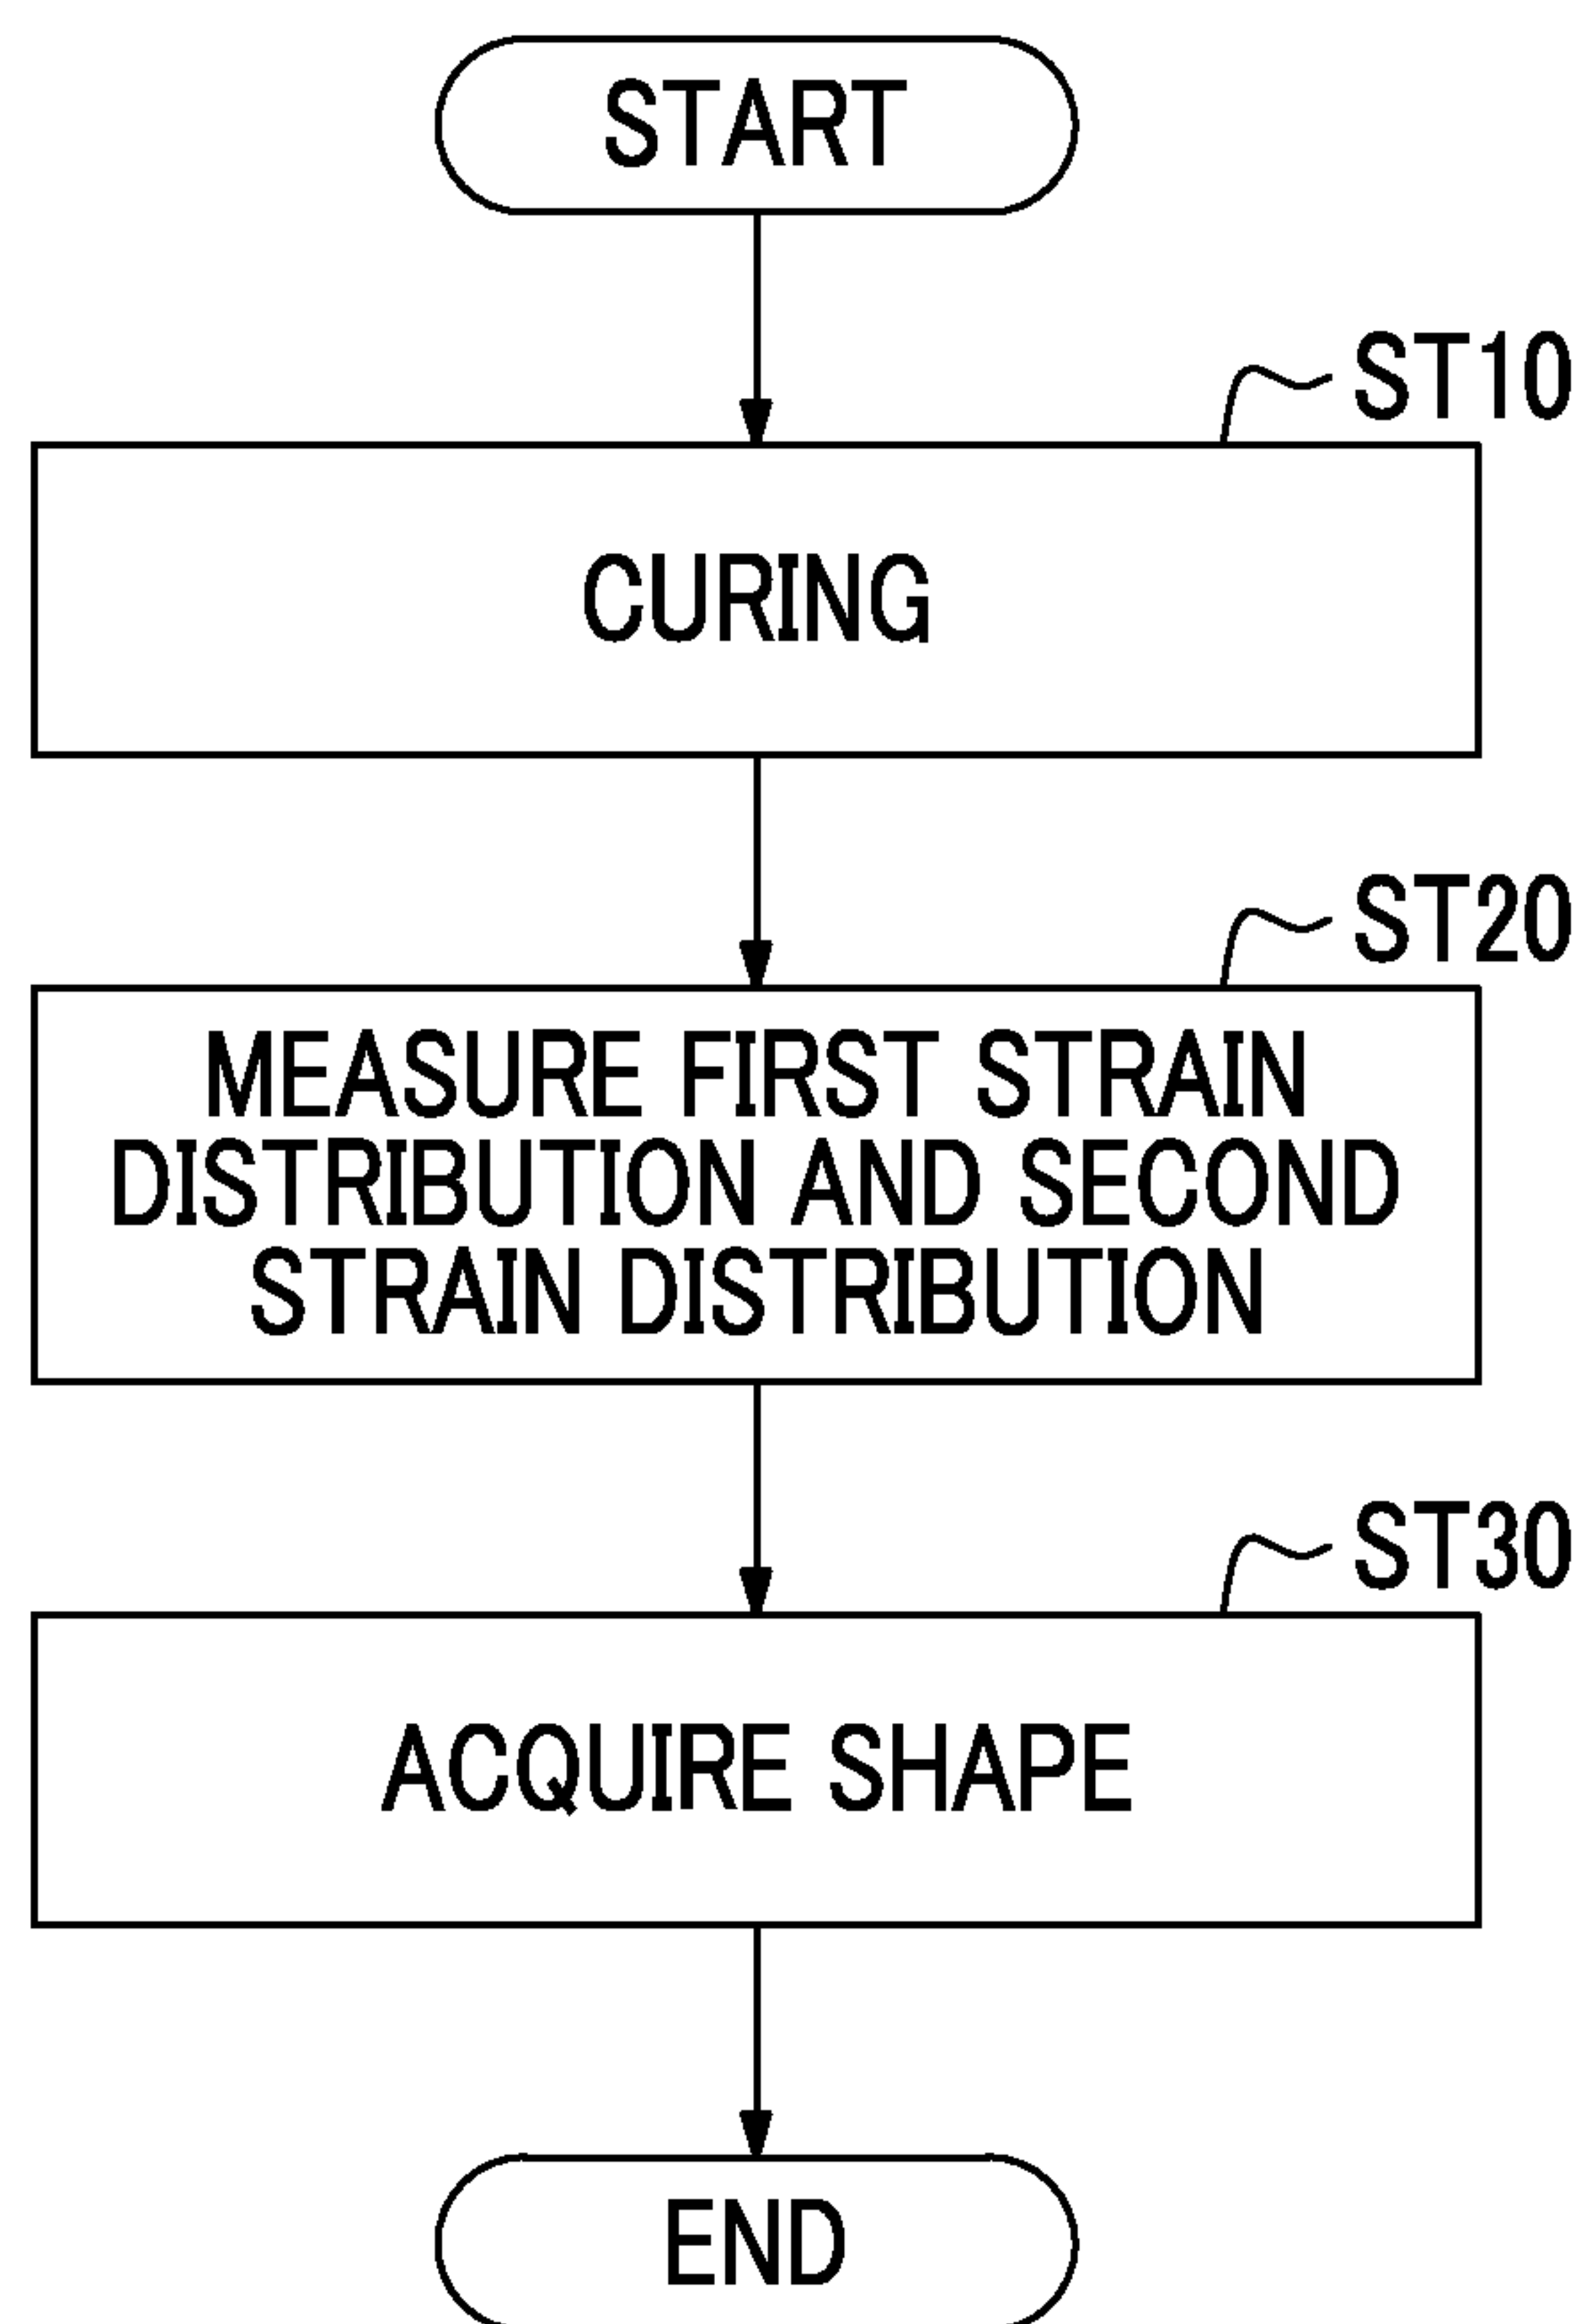 START
ST10
CURING
ST20
MEASURE FIRST STRAIN
DISTRIBUTION AND SECOND
STRAIN DISTRIBUTION
ST30
ACQUIRE SHAPE
END